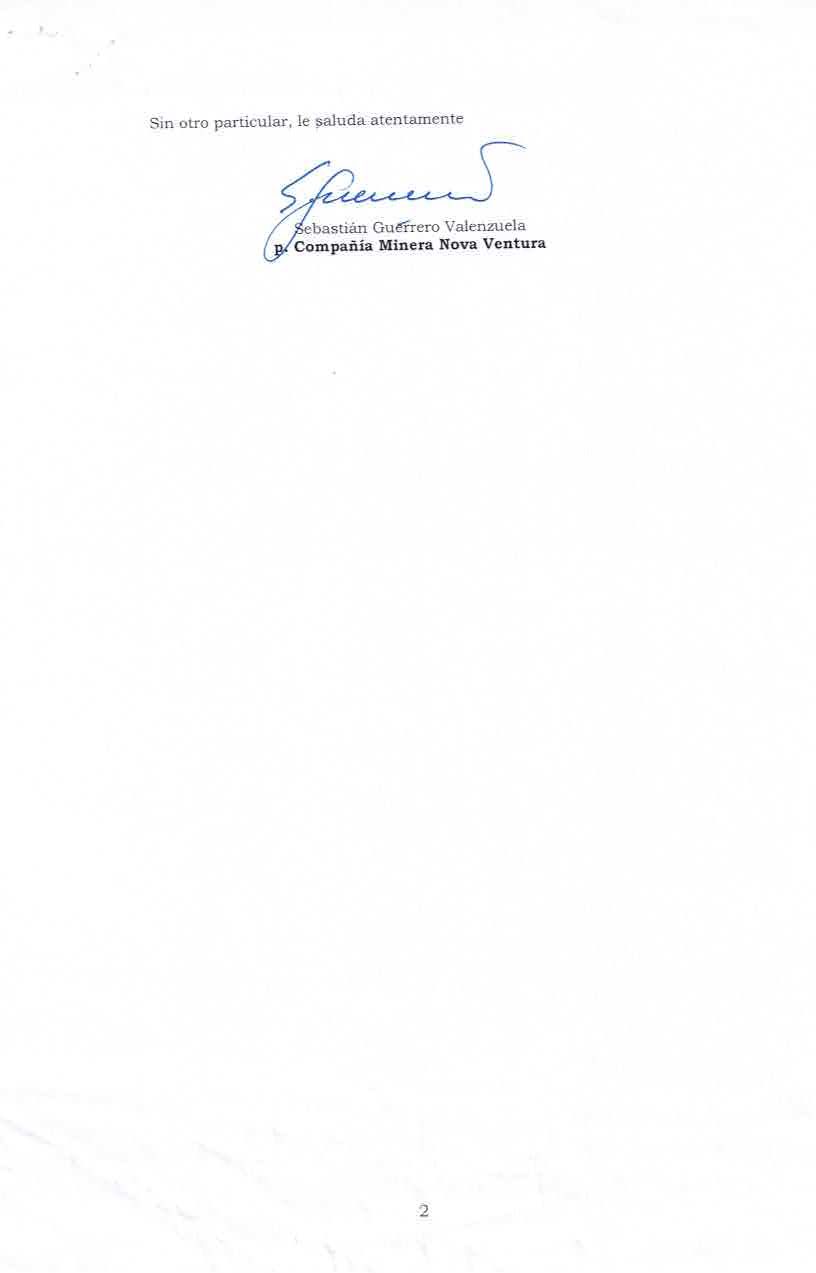 Sin otro particular, le saluda atentamente
Sebastián Guerrero Valenzuela
p. Compañía Minera Nova Ventura
2